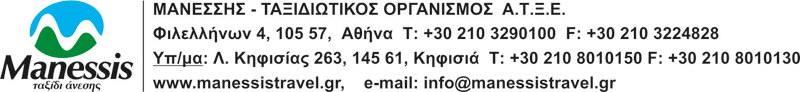 Manessis
ταξίδι άνεσης
ΜΑΝΕΣΣΗΣ - ΤΑΞΙΔΙΩΤΙΚΟΣ ΟΡΓΑΝΙΣΜΟΣ Α.Τ.Ξ.Ε.
Φιλελλήνων 4, 105 57, Αθήνα Τ: +30 210 3290100 F: +30 210 3224828
Υπ/μα: Λ. Κηφισίας 263, 145 61, Κηφισιά Τ: +30 210 8010150 F: +30 210 8010130
www.manessistravel.gr, e-mail: info@manessistravel.gr